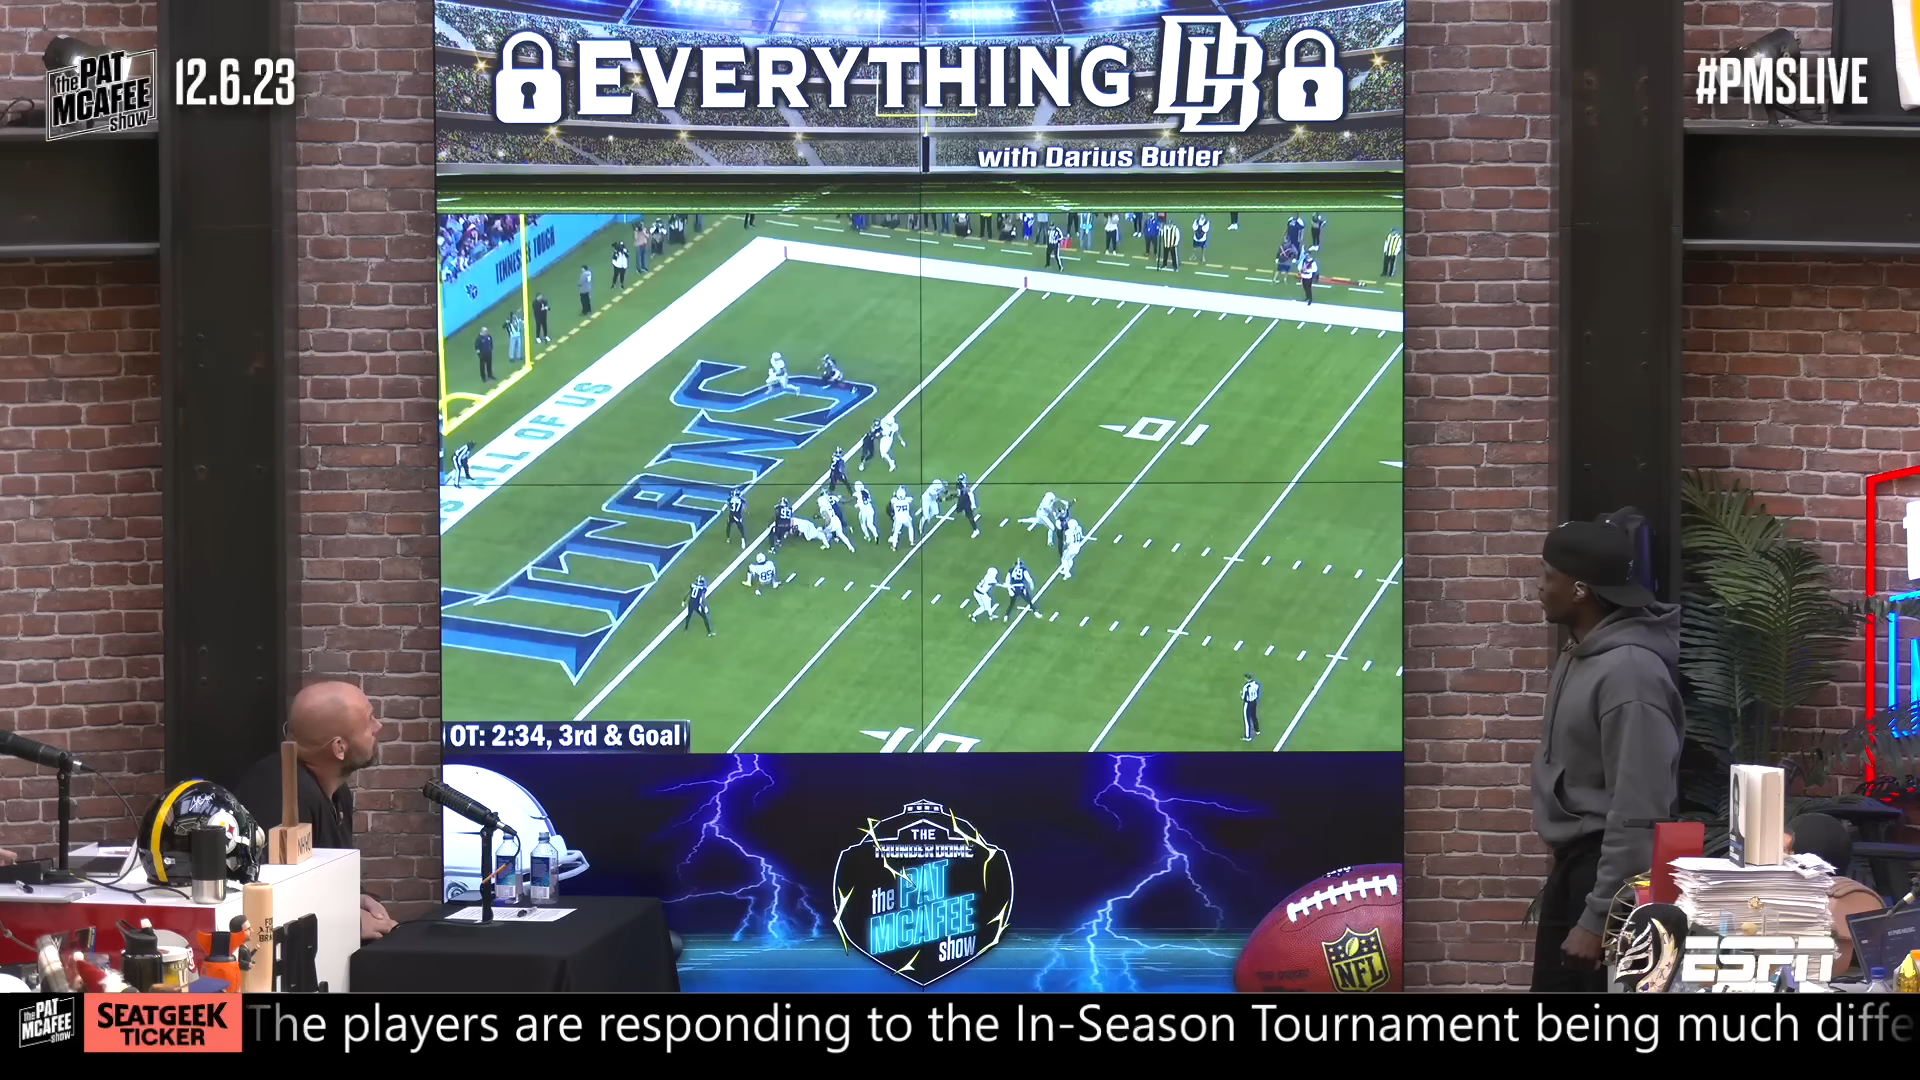 the PAT MCAFEE show
12.6.23
EVERYTHING DB
with Darius Butler
#PMSLIVE
TENNESSEE TOUGH
ALL OF US
TITANS
OT: 2:34, 3rd & Goal
THE
THUNDERDOME
the PAT
MCAFEE
show
NFL
ESPN
the PAT MCAFEE show
SEATGEEK
TICKER
The players are responding to the In-Season Tournament being much diffe